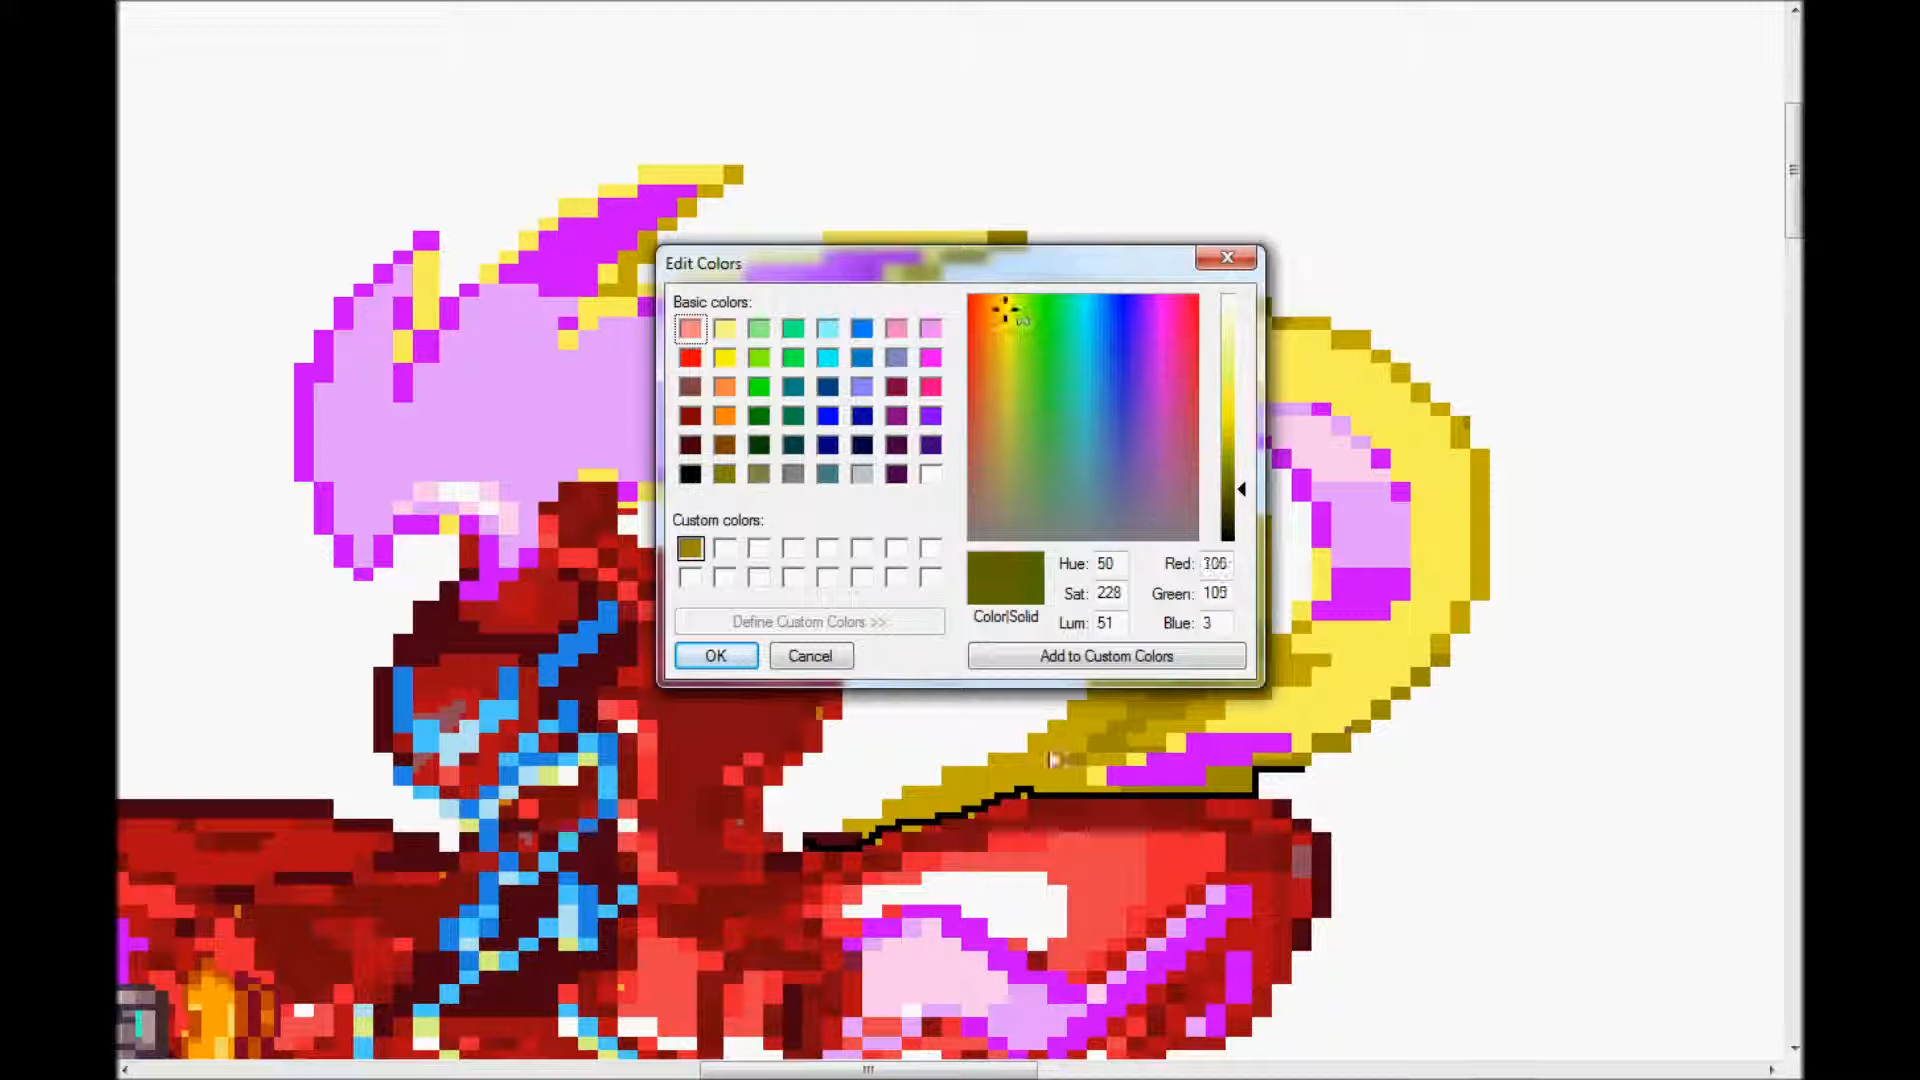 Edit Colors
Basic colors:
Custom colors:
Define Custom Colors >>
OK
Cancel
Color|Solid
Hue: 50
Sat: 228
Lum: 51
Red: 106
Green: 105
Blue: 3
Add to Custom Colors